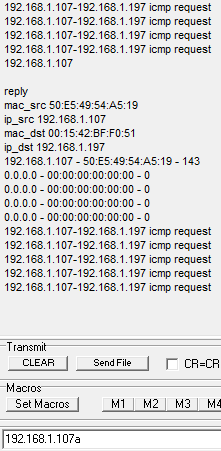 192.168.1.107-192.168.1.197 icmp request
192.168.1.107-192.168.1.197 icmp request
192.168.1.107-192.168.1.197 icmp request
192.168.1.107-192.168.1.197 icmp request
192.168.1.107
reply
mac_src 50:E5:49:54:A5:19
ip_src 192.168.1.107
mac_dst 00:15:42:BF:F0:51
ip_dst 192.168.1.197
192.168.1.107 - 50:E5:49:54:A5:19 - 143
0.0.0.0 - 00:00:00:00:00:00 - 0
0.0.0.0 - 00:00:00:00:00:00 - 0
0.0.0.0 - 00:00:00:00:00:00 - 0
0.0.0.0 - 00:00:00:00:00:00 - 0
192.168.1.107-192.168.1.197 icmp request
192.168.1.107-192.168.1.197 icmp request
192.168.1.107-192.168.1.197 icmp request
192.168.1.107-192.168.1.197 icmp request
192.168.1.107-192.168.1.197 icmp request
Transmit
CLEAR Send File CR=CR
Macros
Set Macros M1 M2 M3 M4
192.168.1.107a